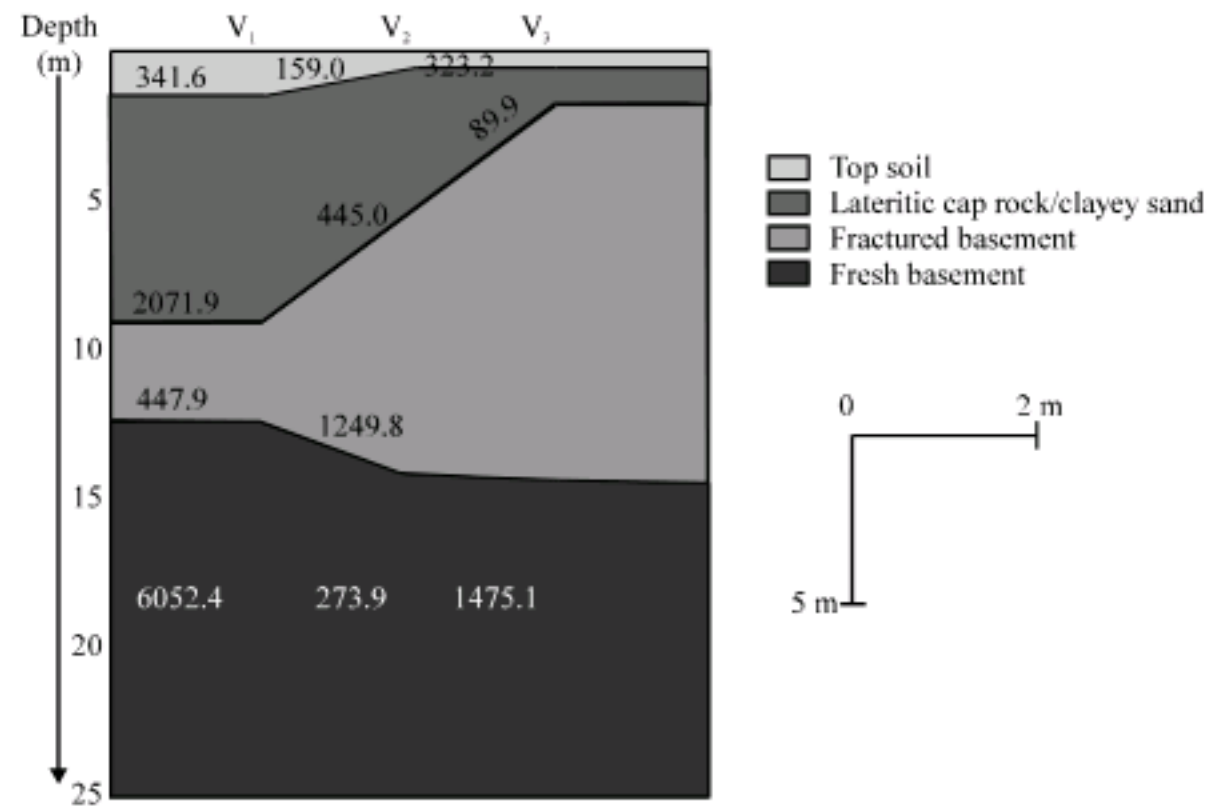 Depth
(m)
V1
V2
V3
341.6
159.0
323.2
89.9
5
445.0
2071.9
10
447.9
1249.8
15
6052.4
273.9
1475.1
20
25
Top soil
Lateritic cap rock/clayey sand
Fractured basement
Fresh basement
0
2 m
5 m